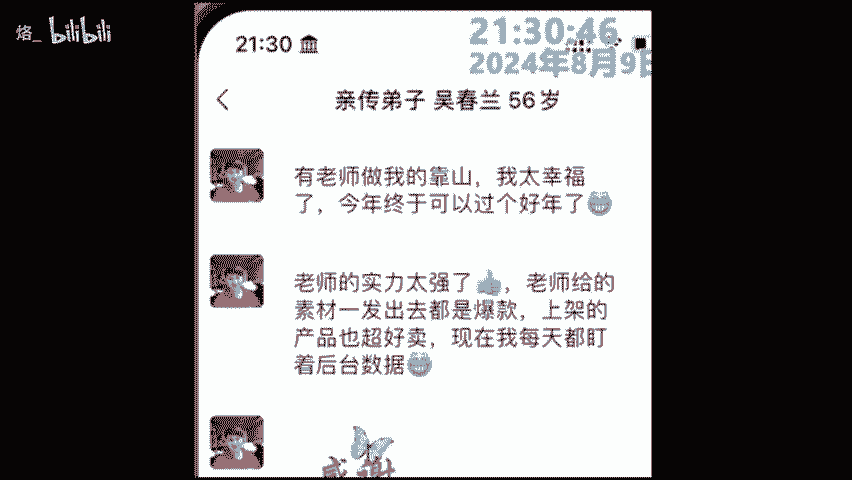 烙_ bilibili
21:30:46
21:30
2024年8月9日
亲传弟子 吴春兰 56岁
有老师做我的靠山，我太幸福
了，今年终于可以过个好年了
老师的实力太强了，老师给的
素材一发出去都是爆款，上架的
产品也超好卖，现在我每天都盯
着后台数据
感谢